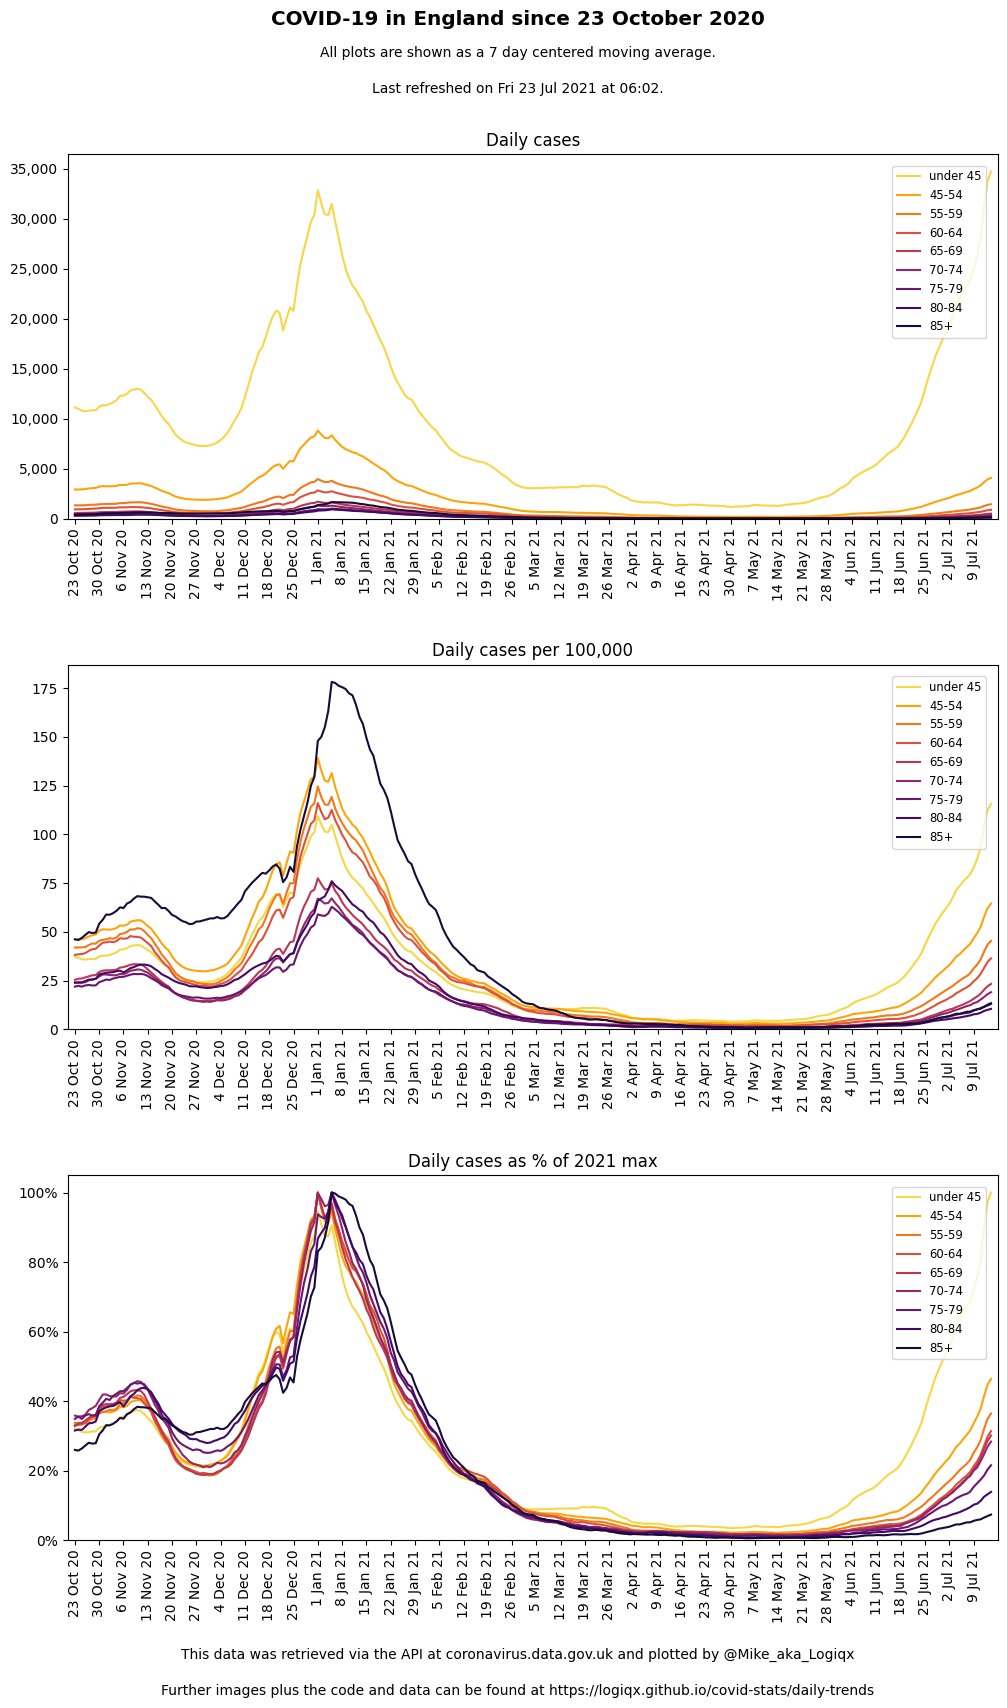 COVID-19 in England since 23 October 2020
All plots are shown as a 7 day centered moving average.
Last refreshed on Fri 23 Jul 2021 at 06:02.
Daily cases
35,000
30,000
25,000
20,000
15,000
10,000
5,000
0
under 45
45-54
55-59
60-64
65-69
70-74
75-79
80-84
85+
23 Oct 20
30 Oct 20
6 Nov 20
13 Nov 20
20 Nov 20
27 Nov 20
4 Dec 20
11 Dec 20
18 Dec 20
25 Dec 20
1 Jan 21
8 Jan 21
15 Jan 21
22 Jan 21
29 Jan 21
5 Feb 21
12 Feb 21
19 Feb 21
26 Feb 21
5 Mar 21
12 Mar 21
19 Mar 21
26 Mar 21
2 Apr 21
9 Apr 21
16 Apr 21
23 Apr 21
30 Apr 21
7 May 21
14 May 21
21 May 21
28 May 21
4 Jun 21
11 Jun 21
18 Jun 21
25 Jun 21
2 Jul 21
9 Jul 21
Daily cases per 100,000
175
150
125
100
75
50
25
0
under 45
45-54
55-59
60-64
65-69
70-74
75-79
80-84
85+
23 Oct 20
30 Oct 20
6 Nov 20
13 Nov 20
20 Nov 20
27 Nov 20
4 Dec 20
11 Dec 20
18 Dec 20
25 Dec 20
1 Jan 21
8 Jan 21
15 Jan 21
22 Jan 21
29 Jan 21
5 Feb 21
12 Feb 21
19 Feb 21
26 Feb 21
5 Mar 21
12 Mar 21
19 Mar 21
26 Mar 21
2 Apr 21
9 Apr 21
16 Apr 21
23 Apr 21
30 Apr 21
7 May 21
14 May 21
21 May 21
28 May 21
4 Jun 21
11 Jun 21
18 Jun 21
25 Jun 21
2 Jul 21
9 Jul 21
Daily cases as % of 2021 max
100%
80%
60%
40%
20%
0%
under 45
45-54
55-59
60-64
65-69
70-74
75-79
80-84
85+
23 Oct 20
30 Oct 20
6 Nov 20
13 Nov 20
20 Nov 20
27 Nov 20
4 Dec 20
11 Dec 20
18 Dec 20
25 Dec 20
1 Jan 21
8 Jan 21
15 Jan 21
22 Jan 21
29 Jan 21
5 Feb 21
12 Feb 21
19 Feb 21
26 Feb 21
5 Mar 21
12 Mar 21
19 Mar 21
26 Mar 21
2 Apr 21
9 Apr 21
16 Apr 21
23 Apr 21
30 Apr 21
7 May 21
14 May 21
21 May 21
28 May 21
4 Jun 21
11 Jun 21
18 Jun 21
25 Jun 21
2 Jul 21
9 Jul 21
This data was retrieved via the API at coronavirus.data.gov.uk and plotted by @Mike_aka_Logiqx
Further images plus the code and data can be found at https://logiqx.github.io/covid-stats/daily-trends